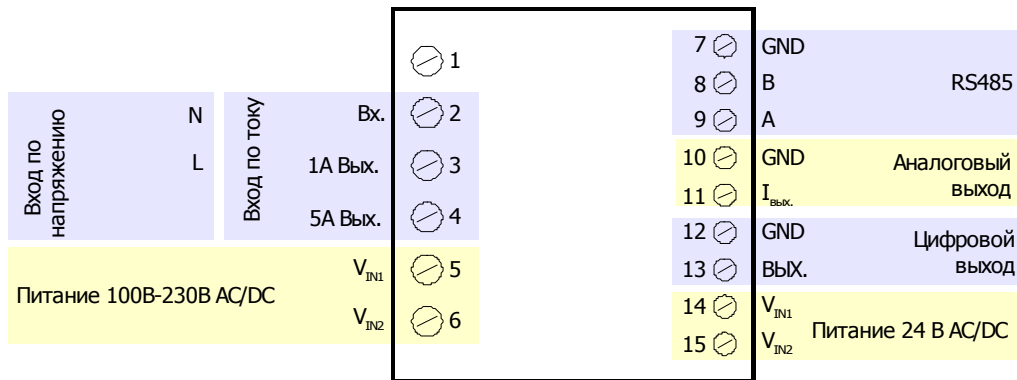 1
Вход по
напряжению
N
L
Вход по току
Вх.
2
1А Вых.
3
5А Вых.
4
Питание 100В-230В AC/DC
VIN1
5
VIN2
6
7
GND
8
B
RS485
9
A
10
GND
Аналоговый
выход
11
Iвых.
12
GND
Цифровой
выход
13
ВЫХ.
14
VIN1
Питание 24 В AC/DC
15
VIN2